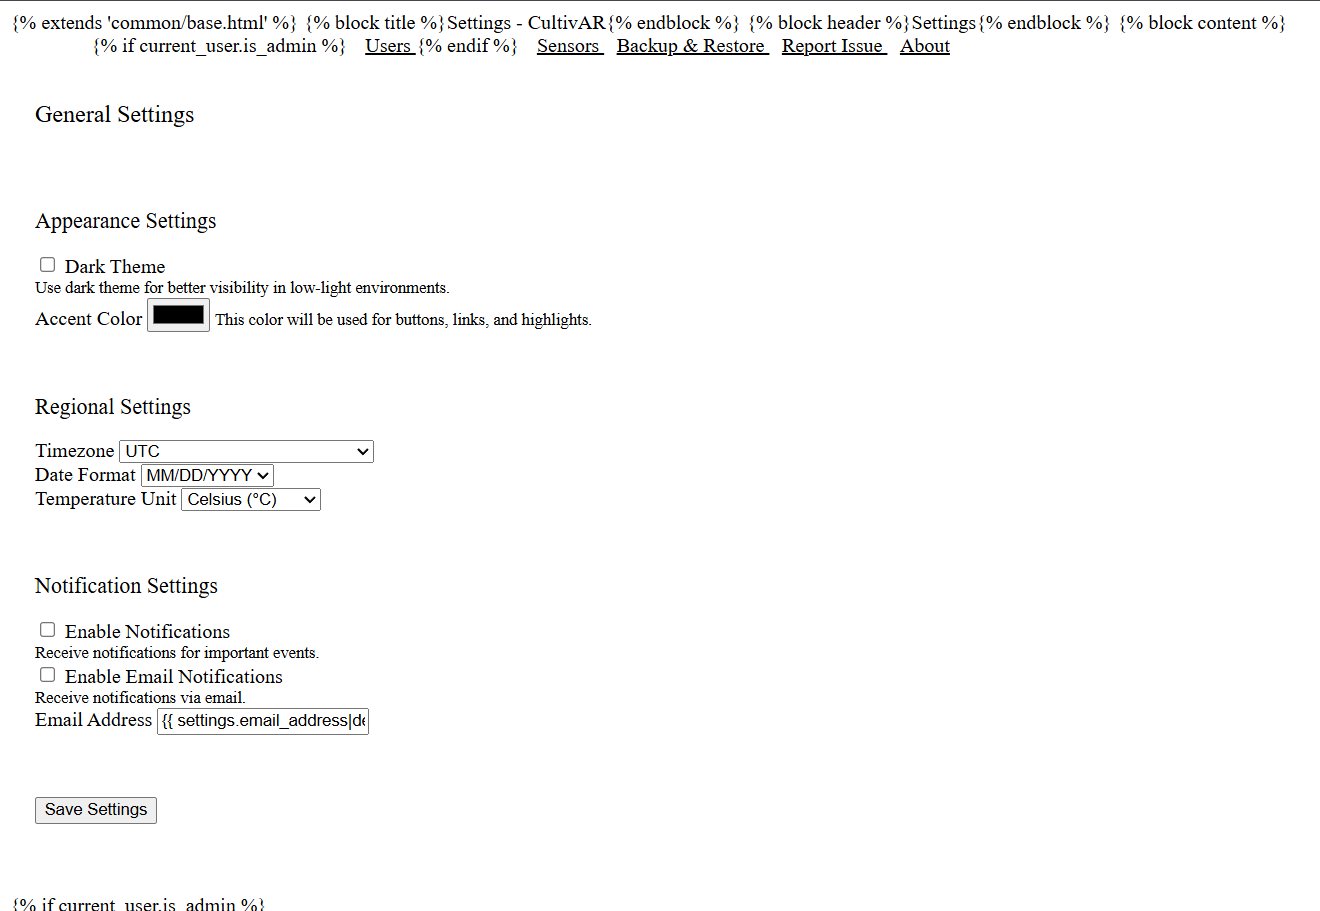 {% extends 'common/base.html' %} {% block title %}Settings - CultivAR{% endblock %} {% block header %}Settings{% endblock %} {% block content %}
{% if current_user.is_admin %} Users {% endif %} Sensors Backup & Restore Report Issue About
General Settings
Appearance Settings
Dark Theme
Use dark theme for better visibility in low-light environments.
Accent Color This color will be used for buttons, links, and highlights.
Regional Settings
Timezone UTC
Date Format MM/DD/YYYY
Temperature Unit Celsius (°C)
Notification Settings
Enable Notifications
Receive notifications for important events.
Enable Email Notifications
Receive notifications via email.
Email Address {{ settings.email_address|de
Save Settings
{% if current_user.is_admin %}